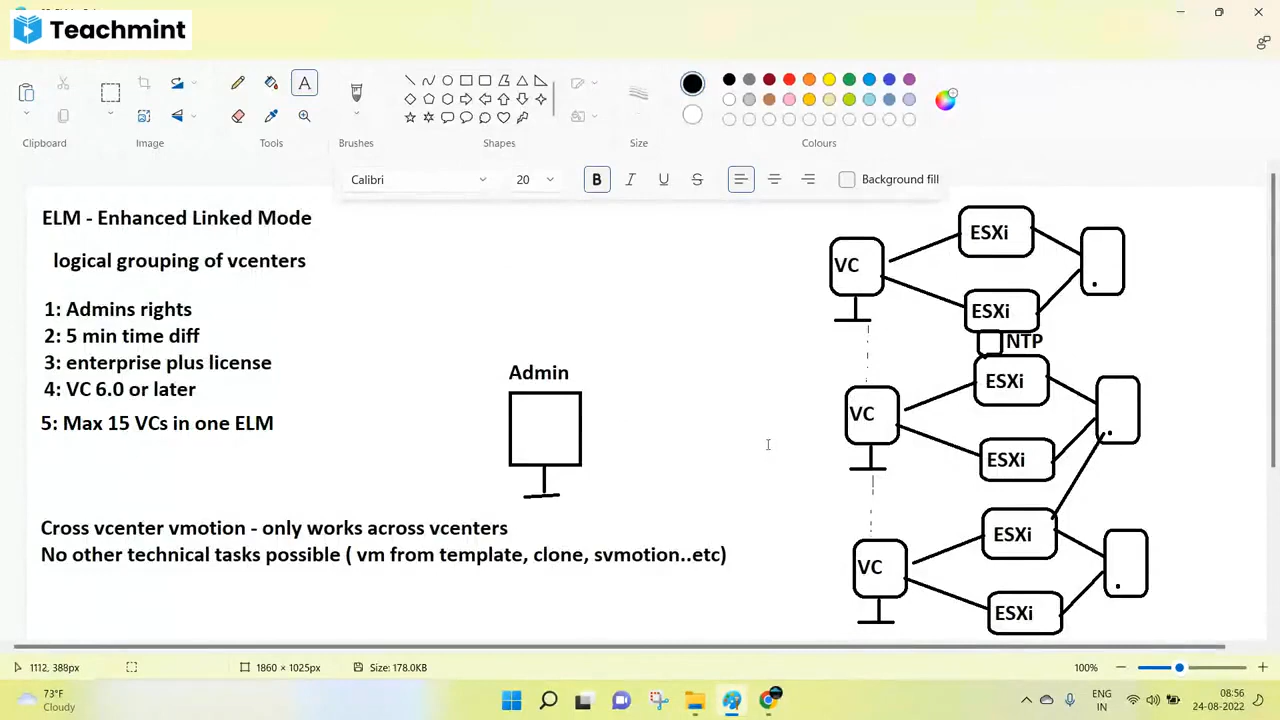 Teachmint
Clipboard
Image
Tools
Brushes
Shapes
Size
Colours
Calibri
20
B
I
U
Background fill
ELM - Enhanced Linked Mode
logical grouping of vcenters
1: Admins rights
2: 5 min time diff
3: enterprise plus license
4: VC 6.0 or later
5: Max 15 VCs in one ELM
Admin
Cross vcenter vmotion - only works across vcenters
No other technical tasks possible ( vm from template, clone, svmotion..etc)
VC
ESXi
ESXi
NTP
VC
ESXi
ESXi
VC
ESXi
ESXi
1112, 388px
1860 × 1025px
Size: 178.0KB
100%
73°F
Cloudy
ENG
IN
08:56
24-08-2022